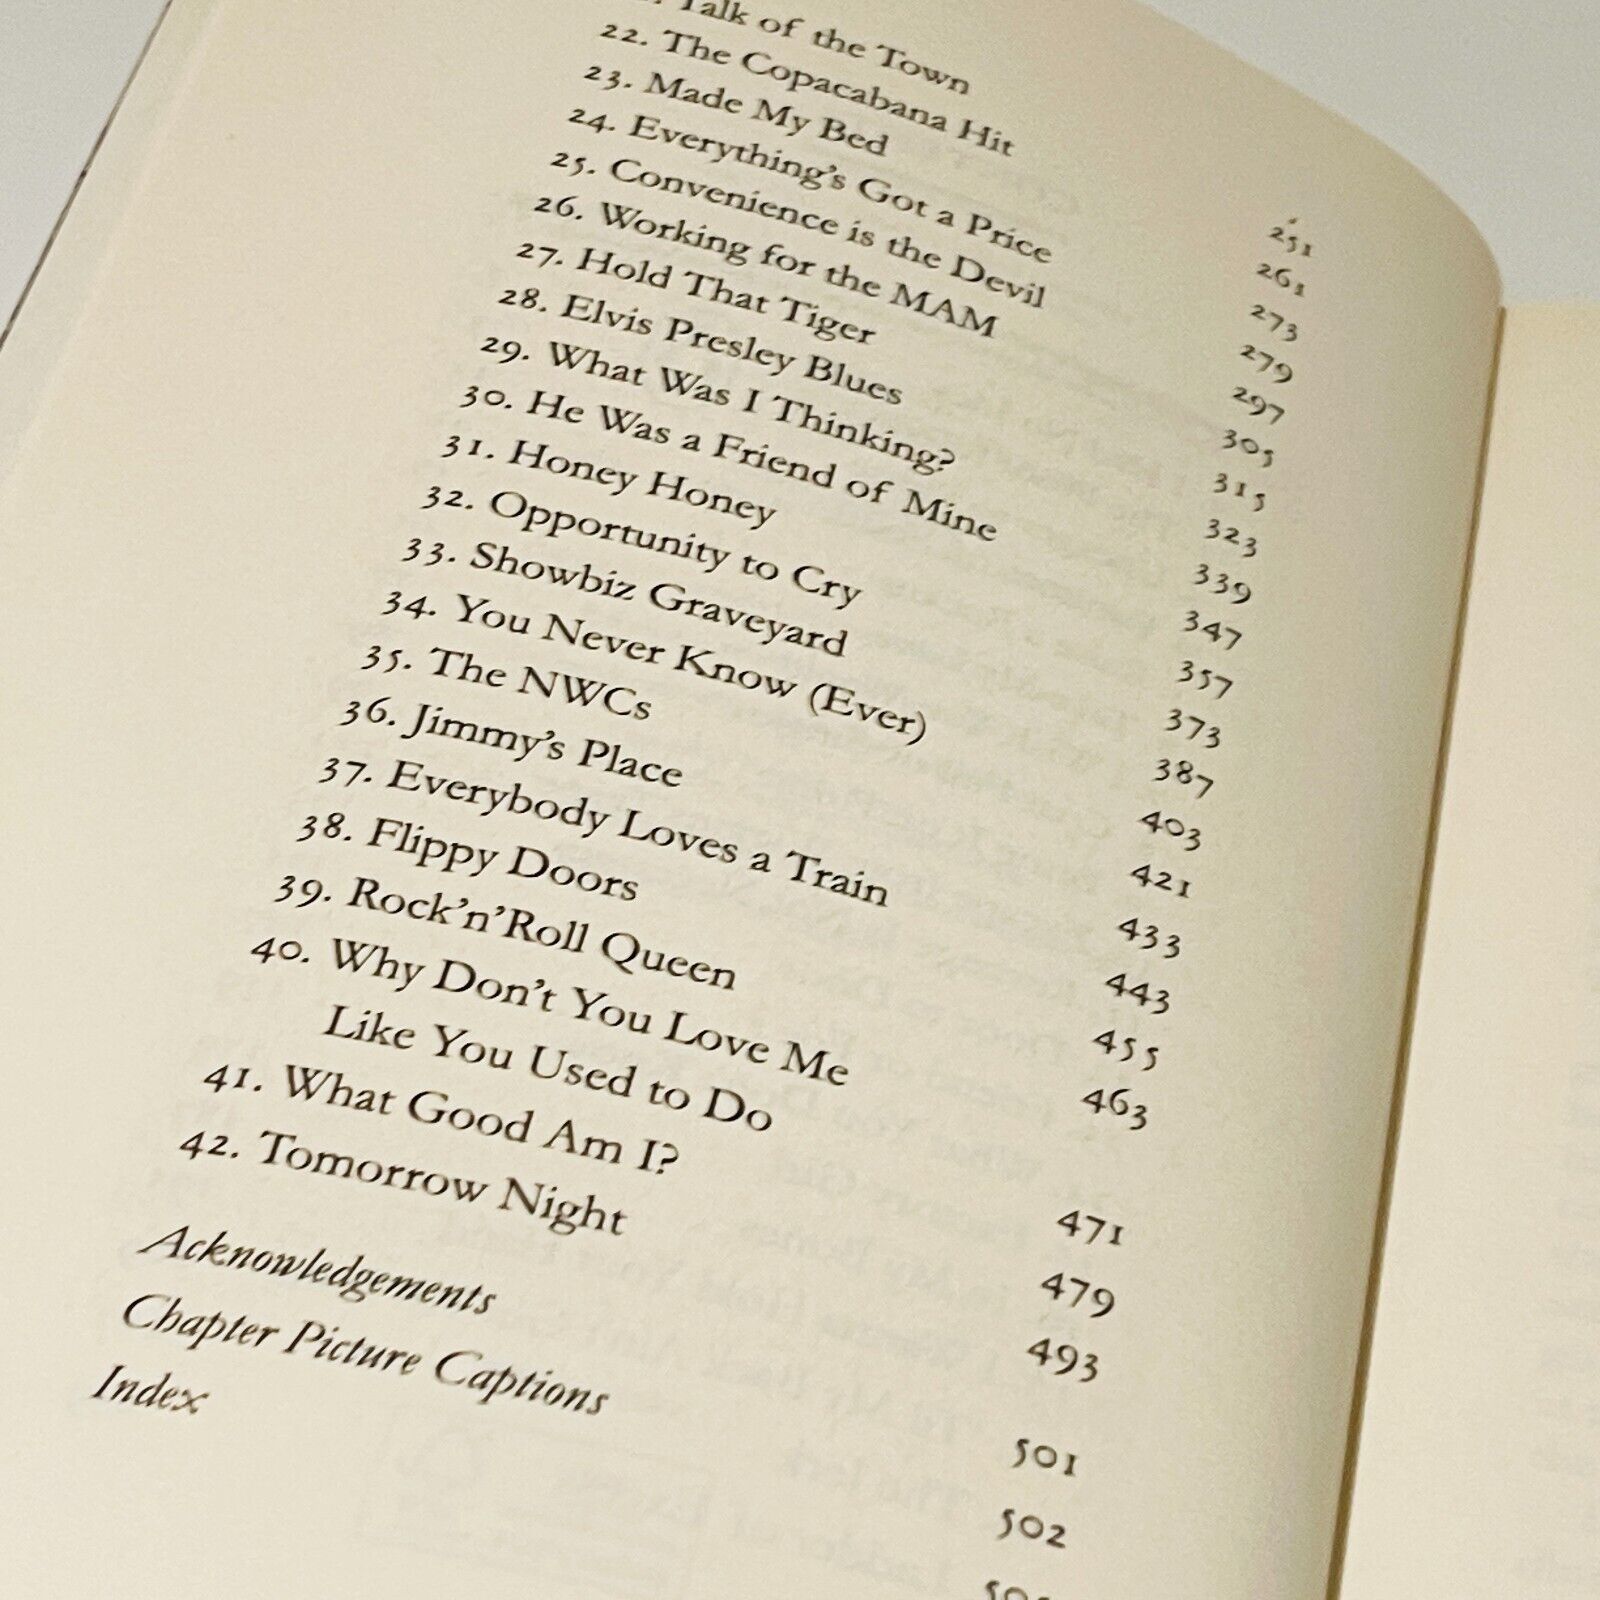 Talk of the Town 251
22. The Copacabana Hit 261
23. Made My Bed 273
24. Everything's Got a Price 279
25. Convenience is the Devil 297
26. Working for the MAM 305
27. Hold That Tiger 315
28. Elvis Presley Blues 323
29. What Was I Thinking? 339
30. He Was a Friend of Mine 347
31. Honey Honey 357
32. Opportunity to Cry 373
33. Showbiz Graveyard 387
34. You Never Know (Ever) 403
35. The NWCs 421
36. Jimmy's Place 433
37. Everybody Loves a Train 443
38. Flippy Doors 455
39. Rock'n'Roll Queen 463
40. Why Don't You Love Me
Like You Used to Do 471
41. What Good Am I? 479
42. Tomorrow Night 493
Acknowledgements 501
Chapter Picture Captions 502
Index